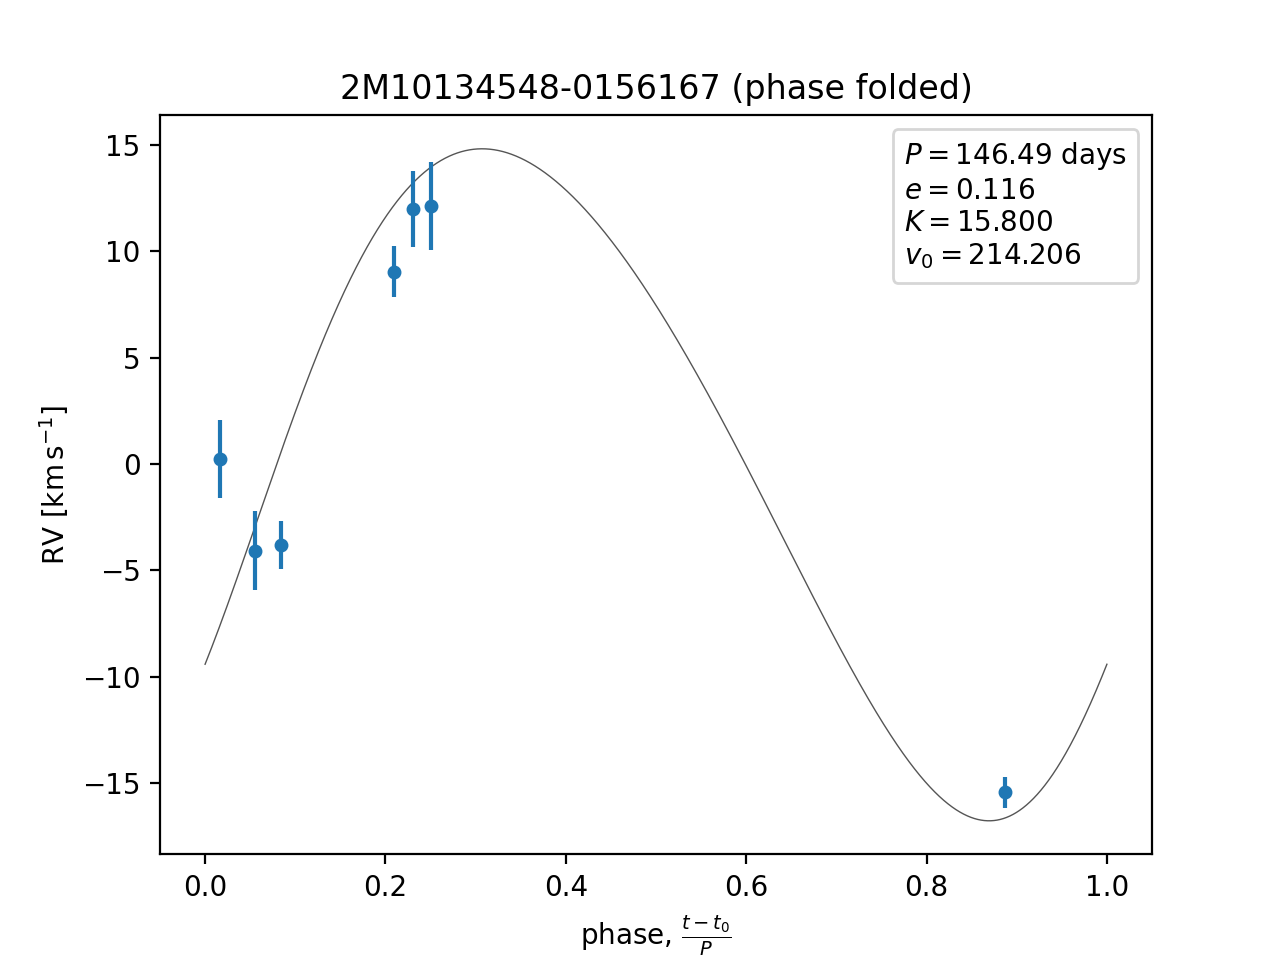 2M10134548-0156167 (phase folded)
P = 146.49 days
e = 0.116
K = 15.800
v₀ = 214.206
RV [km s⁻¹]
15
10
5
0
−5
−10
−15
0.0 0.2 0.4 0.6 0.8 1.0
phase, (t − t₀)/P